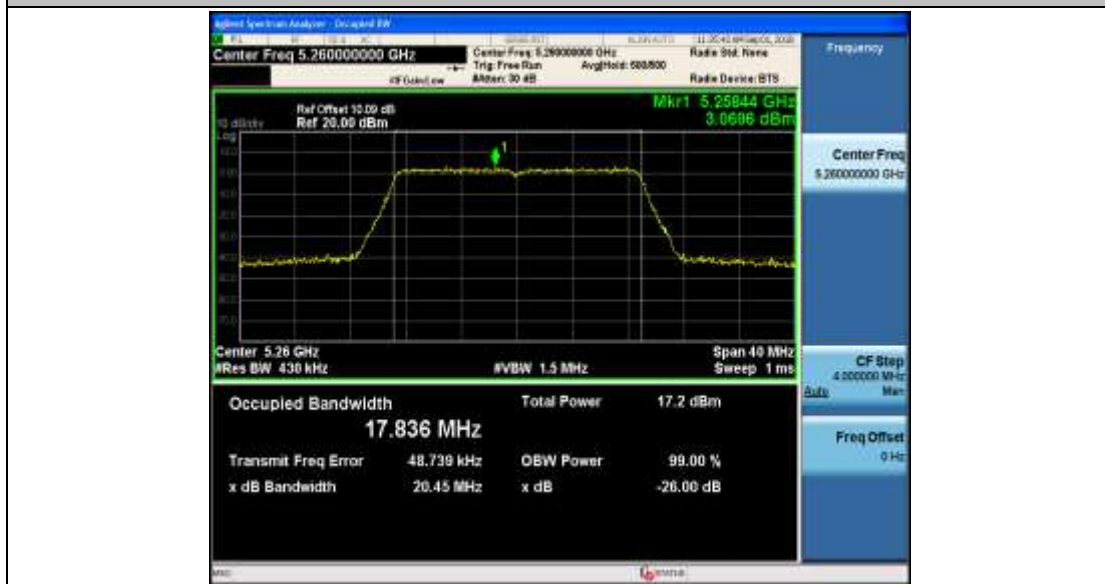 Agilent Spectrum Analyzer - Occupied BW
Center Freq 5.260000000 GHz
Center Freq: 5.260000000 GHz
Radio Std: None
Trig: Free Run
Avg|Hold: 500/500
#IFGain:Low
#Atten: 30 dB
Radio Device: BTS
Frequency
Ref Offset 10.09 dB
Ref 20.00 dBm
10 dB/div
Log
Mkr1 5.25844 GHz
3.0696 dBm
1
Center Freq
5.260000000 GHz
Center 5.26 GHz
Span 40 MHz
#Res BW 430 kHz
#VBW 1.5 MHz
Sweep 1 ms
CF Step
4.000000 MHz
Auto Man
Occupied Bandwidth
17.836 MHz
Total Power 17.2 dBm
Transmit Freq Error 48.739 kHz
OBW Power 99.00 %
x dB Bandwidth 20.45 MHz
x dB -26.00 dB
Freq Offset
0 Hz
MSG
STATUS